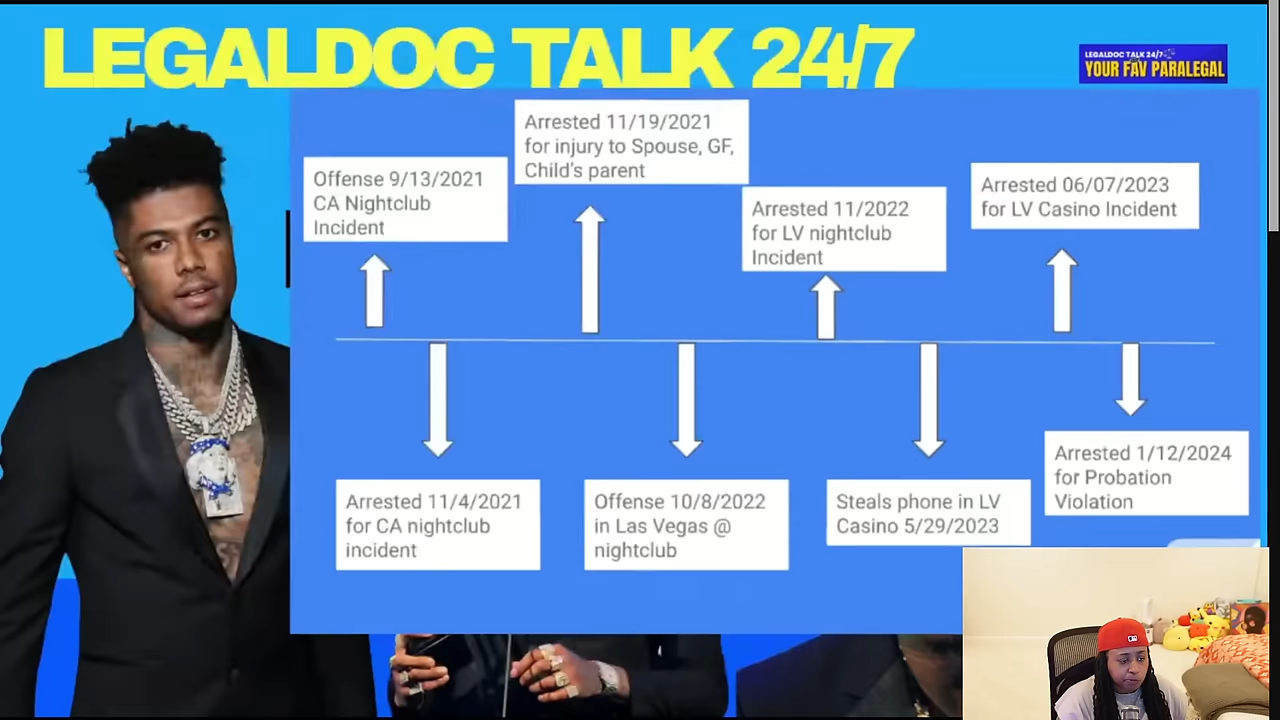 LEGALDOC TALK 24/7
LEGALDOC TALK 24/7
YOUR FAV PARALEGAL
Offense 9/13/2021
CA Nightclub
Incident
Arrested 11/19/2021
for injury to Spouse, GF,
Child's parent
Arrested 11/2022
for LV nightclub
Incident
Arrested 06/07/2023
for LV Casino Incident
Arrested 11/4/2021
for CA nightclub
incident
Offense 10/8/2022
in Las Vegas @
nightclub
Steals phone in LV
Casino 5/29/2023
Arrested 1/12/2024
for Probation
Violation